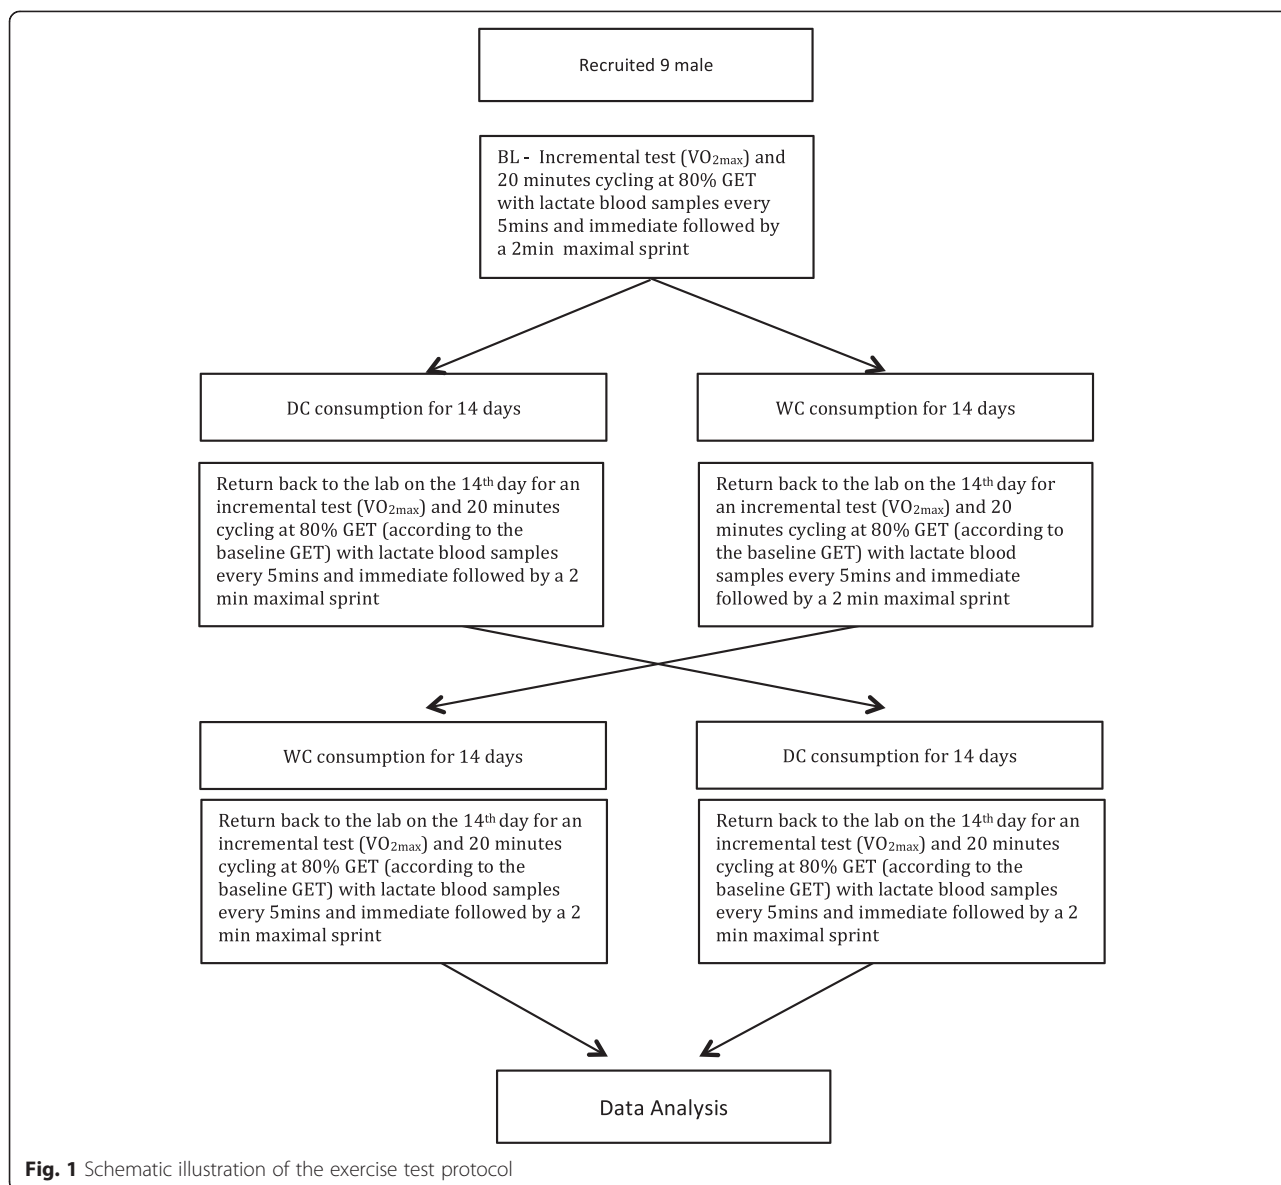 Recruited 9 male
BL - Incremental test (VO2max) and
20 minutes cycling at 80% GET
with lactate blood samples every
5mins and immediate followed by
a 2min maximal sprint
DC consumption for 14 days
WC consumption for 14 days
Return back to the lab on the 14th day for an
incremental test (VO2max) and 20 minutes
cycling at 80% GET (according to the
baseline GET) with lactate blood samples
every 5mins and immediate followed by a 2
min maximal sprint
Return back to the lab on the 14th day for
an incremental test (VO2max) and 20
minutes cycling at 80% GET (according to
the baseline GET) with lactate blood
samples every 5mins and immediate
followed by a 2 min maximal sprint
WC consumption for 14 days
DC consumption for 14 days
Return back to the lab on the 14th day for an
incremental test (VO2max) and 20 minutes
cycling at 80% GET (according to the
baseline GET) with lactate blood samples
every 5mins and immediate followed by a 2
min maximal sprint
Return back to the lab on the 14th day for an
incremental test (VO2max) and 20 minutes
cycling at 80% GET (according to the
baseline GET) with lactate blood samples
every 5mins and immediate followed by a 2
min maximal sprint
Data Analysis
Fig. 1 Schematic illustration of the exercise test protocol